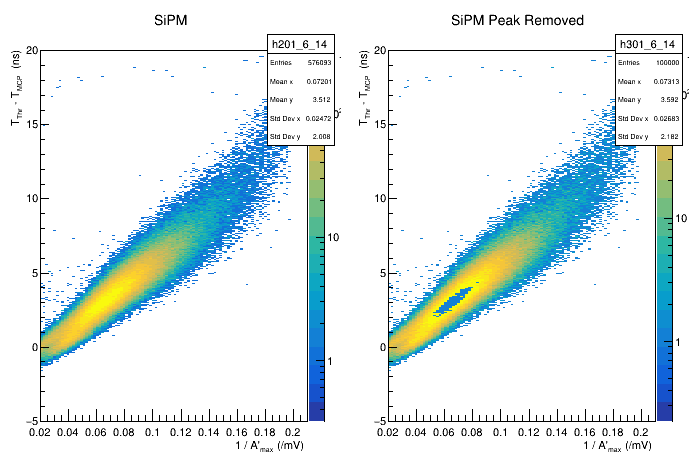 SiPM
h201_6_14
Entries 576093
Mean x 0.07201
Mean y 3.512
Std Dev x 0.02472
Std Dev y 2.008
T_Thr - T_MCP (ns)
20
15
10
5
0
−5
0.02 0.04 0.06 0.08 0.1 0.12 0.14 0.16 0.18 0.2
1 / A'_max (/mV)
10
1
SiPM Peak Removed
h301_6_14
Entries 100000
Mean x 0.07313
Mean y 3.592
Std Dev x 0.02683
Std Dev y 2.182
T_Thr - T_MCP (ns)
20
15
10
5
0
−5
0.02 0.04 0.06 0.08 0.1 0.12 0.14 0.16 0.18 0.2
1 / A'_max (/mV)
10
1